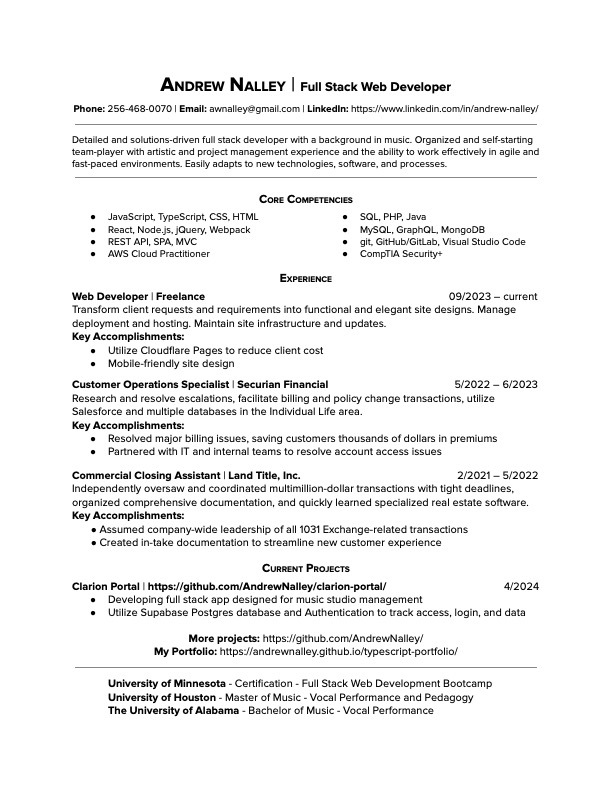 Andrew Nalley | Full Stack Web Developer
Phone: 256-468-0070 | Email: awnalley@gmail.com | LinkedIn: https://www.linkedin.com/in/andrew-nalley/
Detailed and solutions-driven full stack developer with a background in music. Organized and self-starting
team-player with artistic and project management experience and the ability to work effectively in agile and
fast-paced environments. Easily adapts to new technologies, software, and processes.
Core Competencies
● JavaScript, TypeScript, CSS, HTML
● React, Node.js, jQuery, Webpack
● REST API, SPA, MVC
● AWS Cloud Practitioner
● SQL, PHP, Java
● MySQL, GraphQL, MongoDB
● git, GitHub/GitLab, Visual Studio Code
● CompTIA Security+
Experience
Web Developer | Freelance 09/2023 – current
Transform client requests and requirements into functional and elegant site designs. Manage
deployment and hosting. Maintain site infrastructure and updates.
Key Accomplishments:
● Utilize Cloudflare Pages to reduce client cost
● Mobile-friendly site design
Customer Operations Specialist | Securian Financial 5/2022 – 6/2023
Research and resolve escalations, facilitate billing and policy change transactions, utilize
Salesforce and multiple databases in the Individual Life area.
Key Accomplishments:
● Resolved major billing issues, saving customers thousands of dollars in premiums
● Partnered with IT and internal teams to resolve account access issues
Commercial Closing Assistant | Land Title, Inc. 2/2021 – 5/2022
Independently oversaw and coordinated multimillion-dollar transactions with tight deadlines,
organized comprehensive documentation, and quickly learned specialized real estate software.
Key Accomplishments:
● Assumed company-wide leadership of all 1031 Exchange-related transactions
● Created in-take documentation to streamline new customer experience
Current Projects
Clarion Portal | https://github.com/AndrewNalley/clarion-portal/ 4/2024
● Developing full stack app designed for music studio management
● Utilize Supabase Postgres database and Authentication to track access, login, and data
More projects: https://github.com/AndrewNalley/
My Portfolio: https://andrewnalley.github.io/typescript-portfolio/
University of Minnesota - Certification - Full Stack Web Development Bootcamp
University of Houston - Master of Music - Vocal Performance and Pedagogy
The University of Alabama - Bachelor of Music - Vocal Performance